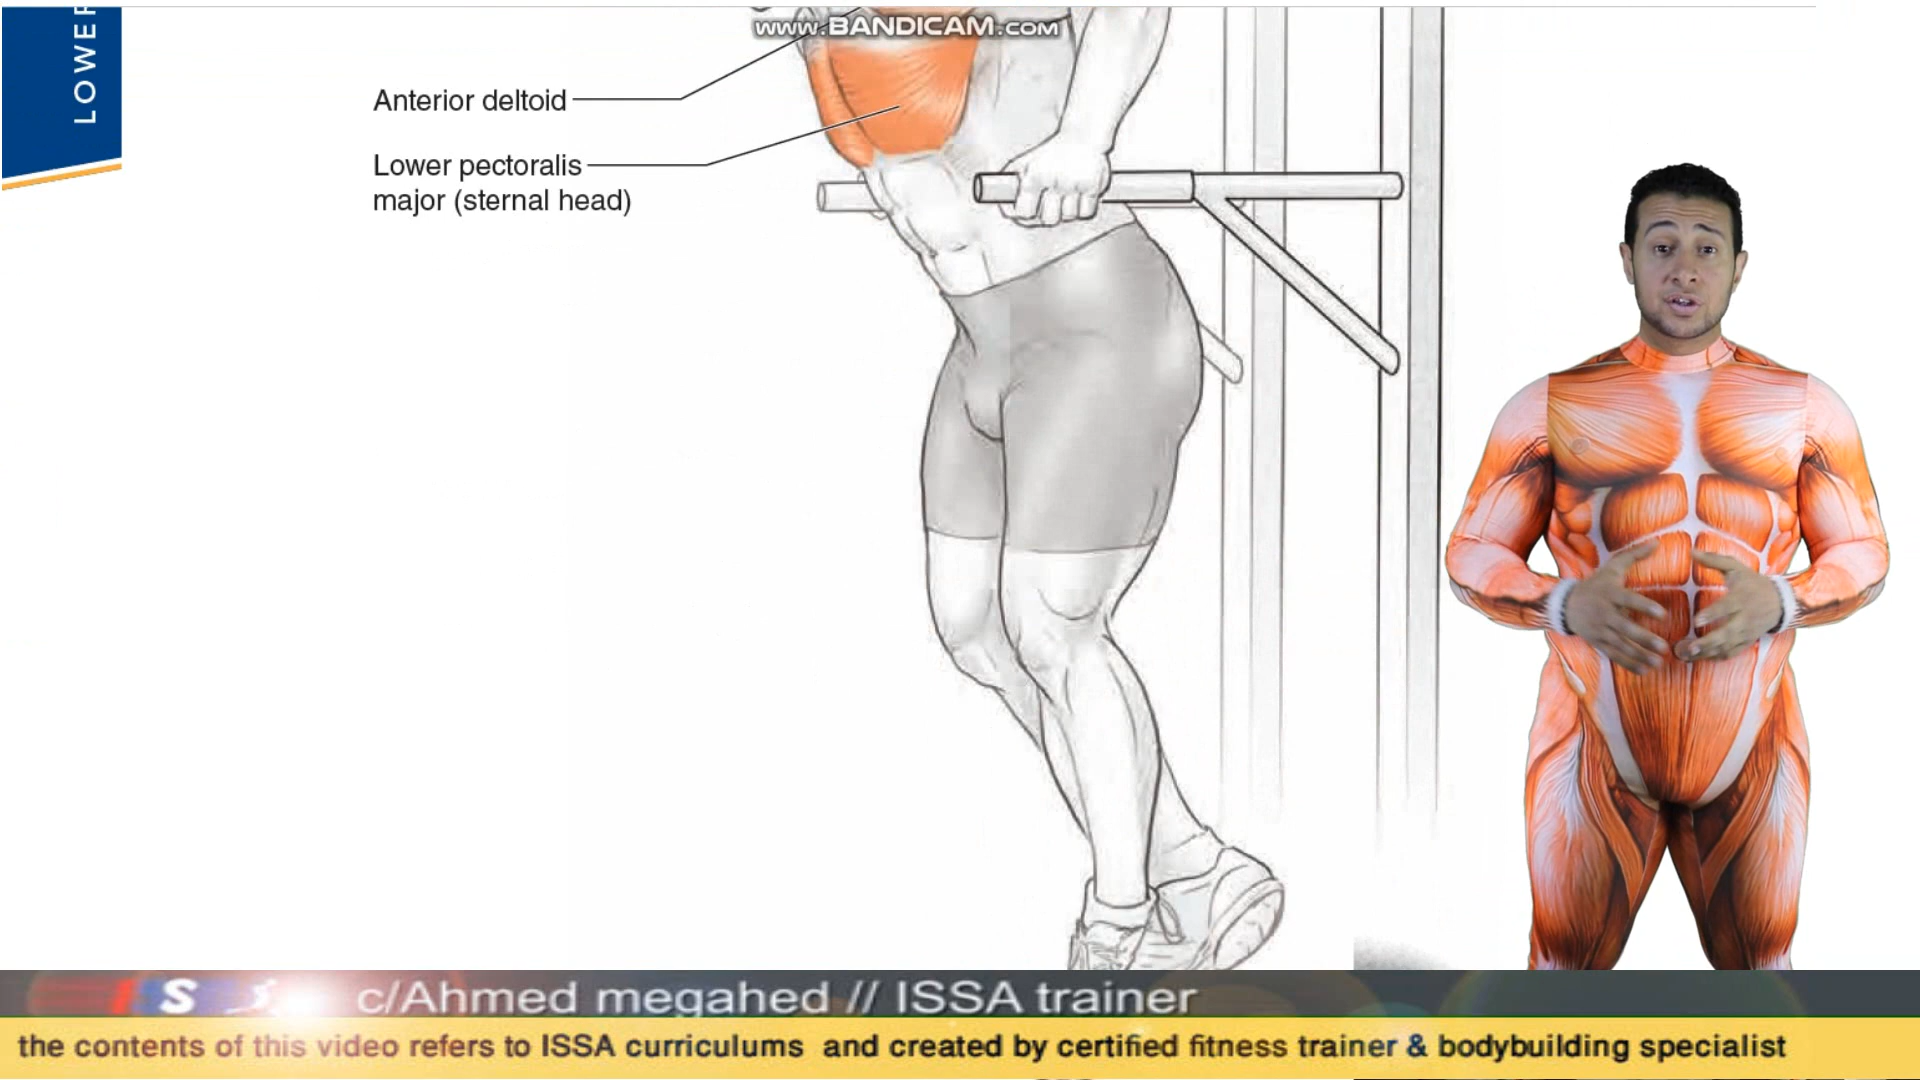 LOWER
www.BANDICAM.com
Anterior deltoid
Lower pectoralis
major (sternal head)
c/Ahmed megahed // ISSA trainer
the contents of this video refers to ISSA curriculums and created by certified fitness trainer & bodybuilding specialist